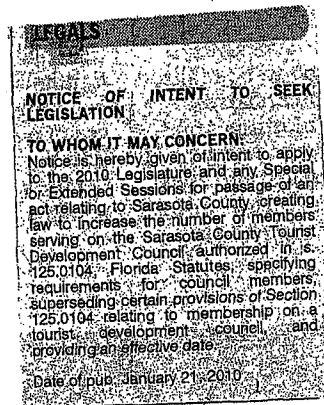 LEGALS
NOTICE OF INTENT TO SEEK
LEGISLATION
TO WHOM IT MAY CONCERN:
Notice is hereby given of intent to apply
to the 2010 Legislature and any Special
or Extended Sessions for passage of an
act relating to Sarasota County, creating
law to increase the number of members
serving on the Sarasota County Tourist
Development Council authorized in s.
125.0104, Florida Statutes, specifying
requirements for council members,
superseding certain provisions of Section
125.0104 relating to membership on a
tourist development council, and
providing an effective date.
Date of pub: January 21, 2010